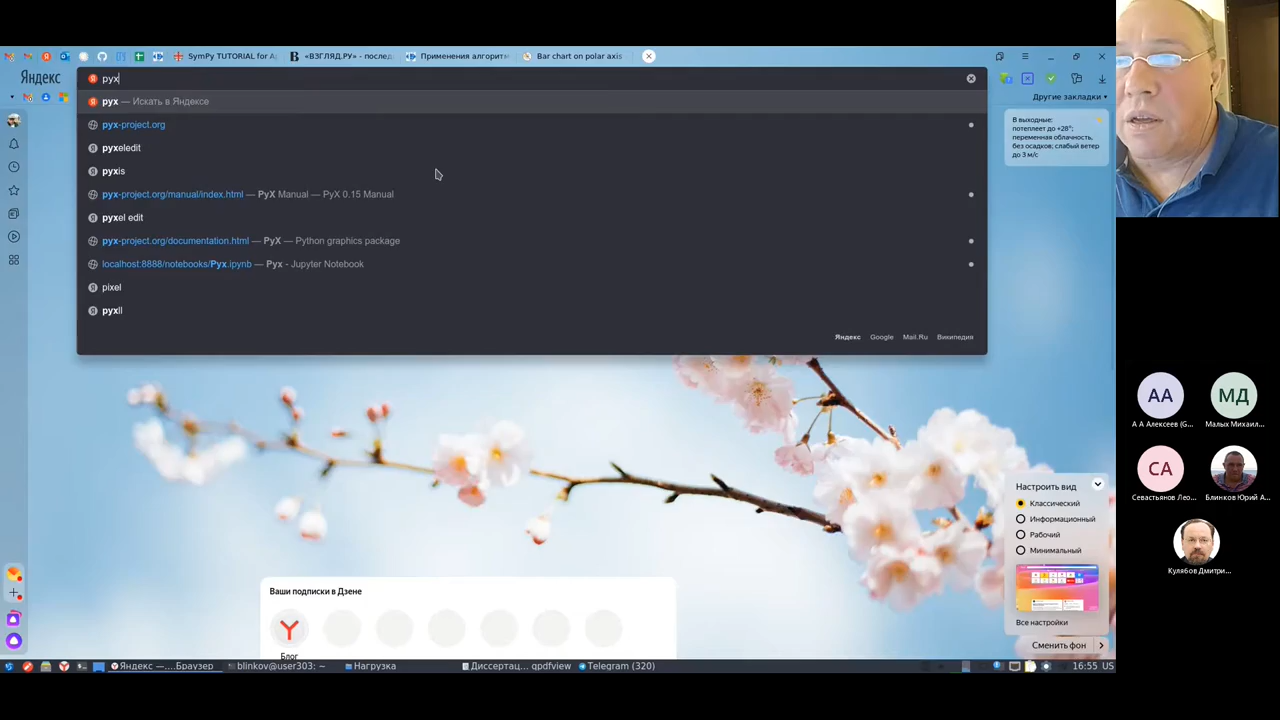 SymPy TUTORIAL for A
«ВЗГЛЯД.РУ» - послед
Применения алгоритм
Bar chart on polar axis
Яндекс
pyx
Другие закладки
pyx — Искать в Яндексе
pyx-project.org
pyxeledit
pyxis
pyx-project.org/manual/index.html — PyX Manual — PyX 0.15 Manual
pyxel edit
pyx-project.org/documentation.html — PyX — Python graphics package
localhost:8888/notebooks/Pyx.ipynb — Pyx - Jupyter Notebook
pixel
pyxll
Яндекс Google Mail.Ru Википедия
В выходные:
потеплеет до +28°;
переменная облачность,
без осадков; слабый ветер
до 3 м/с
Настроить вид
Классический
Информационный
Рабочий
Минимальный
Все настройки
Сменить фон
Ваши подписки в Дзене
Блог
Яндекс —....Браузер
blinkov@user303: ~
Нагрузка
Диссертац... qpdfview
Telegram (320)
16:55 US
АА
А А Алексеев (G...
МД
Малых Михаил...
СА
Севастьянов Лео...
Блинков Юрий А...
Кулябов Дмитри...